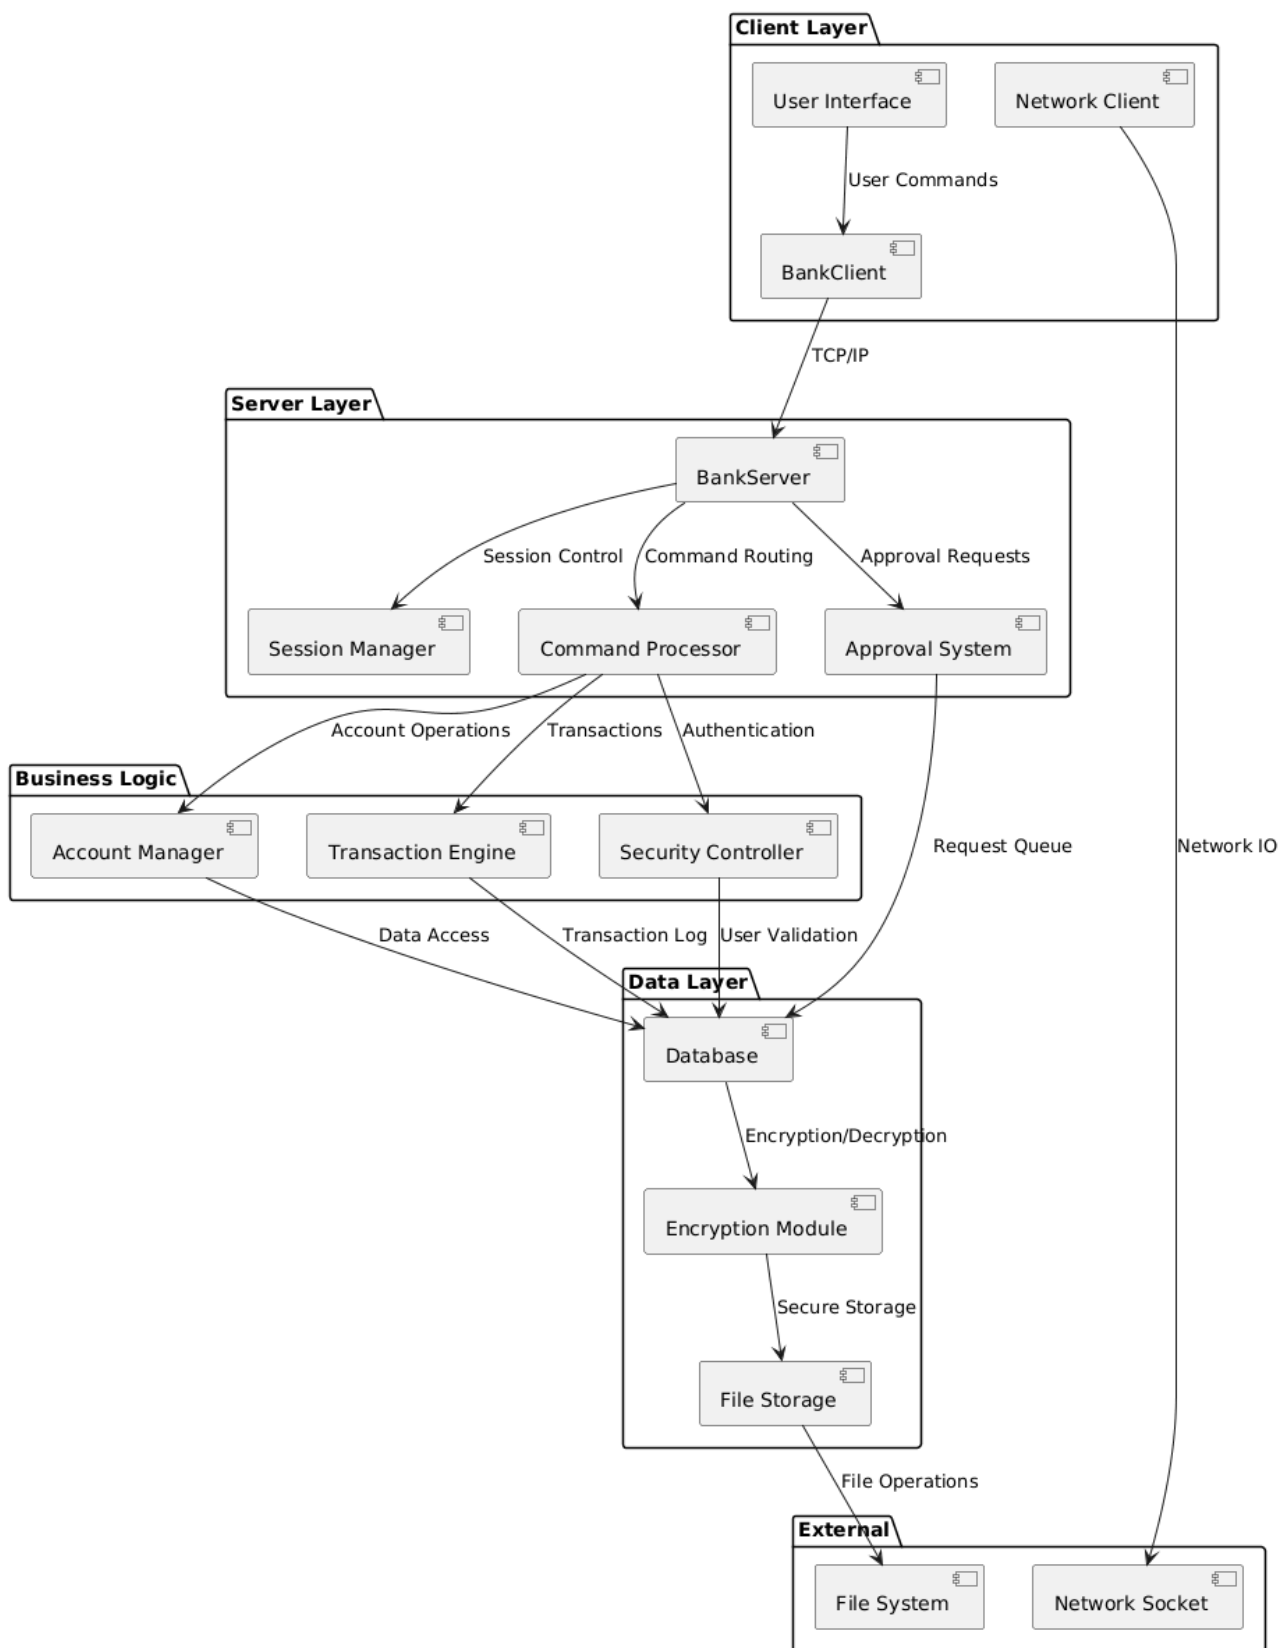 Client Layer
User Interface
Network Client
User Commands
BankClient
TCP/IP
Server Layer
BankServer
Session Control
Command Routing
Approval Requests
Session Manager
Command Processor
Approval System
Account Operations
Transactions
Authentication
Business Logic
Account Manager
Transaction Engine
Security Controller
Request Queue
Network IO
Data Access
Transaction Log
User Validation
Data Layer
Database
Encryption/Decryption
Encryption Module
Secure Storage
File Storage
File Operations
External
File System
Network Socket